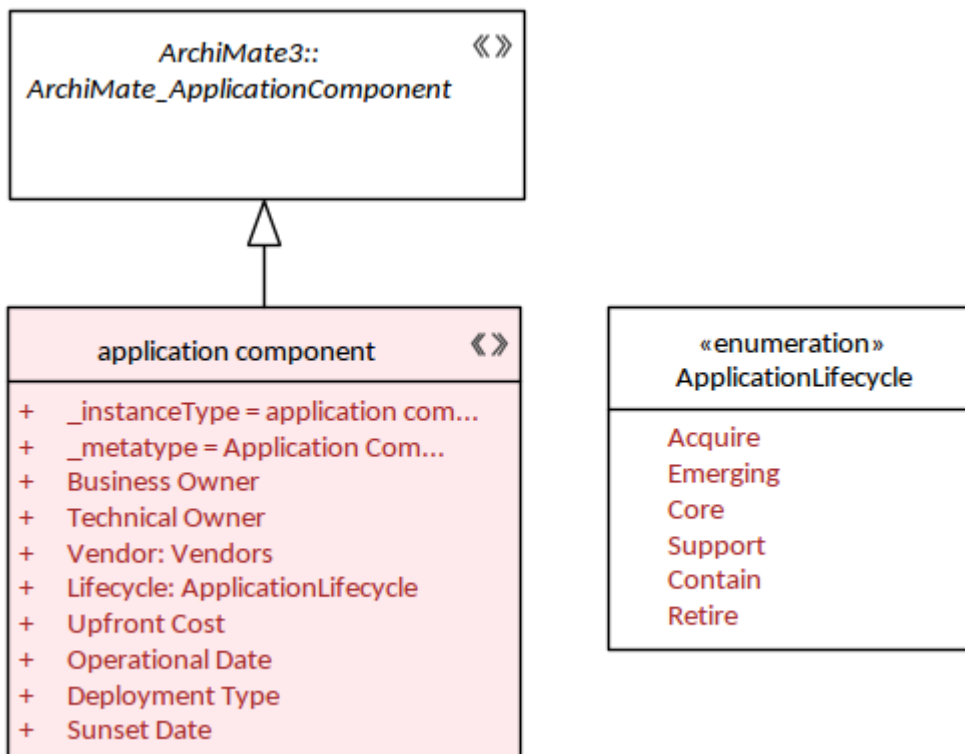 ArchiMate3::
ArchiMate_ApplicationComponent
application component
+ _instanceType = application com...
+ _metatype = Application Com...
+ Business Owner
+ Technical Owner
+ Vendor: Vendors
+ Lifecycle: ApplicationLifecycle
+ Upfront Cost
+ Operational Date
+ Deployment Type
+ Sunset Date
«enumeration»
ApplicationLifecycle
Acquire
Emerging
Core
Support
Contain
Retire